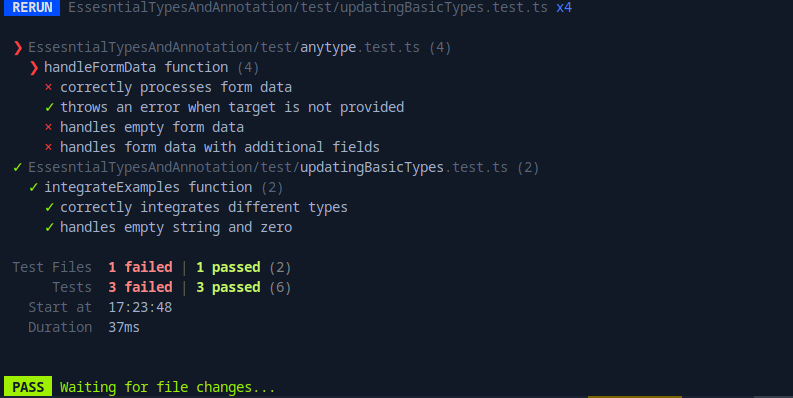 RERUN EssesntialTypesAndAnnotation/test/updatingBasicTypes.test.ts x4
❯ EssesntialTypesAndAnnotation/test/anytype.test.ts (4)
❯ handleFormData function (4)
× correctly processes form data
✓ throws an error when target is not provided
× handles empty form data
× handles form data with additional fields
✓ EssesntialTypesAndAnnotation/test/updatingBasicTypes.test.ts (2)
✓ integrateExamples function (2)
✓ correctly integrates different types
✓ handles empty string and zero
Test Files 1 failed | 1 passed (2)
Tests 3 failed | 3 passed (6)
Start at 17:23:48
Duration 37ms
PASS Waiting for file changes...